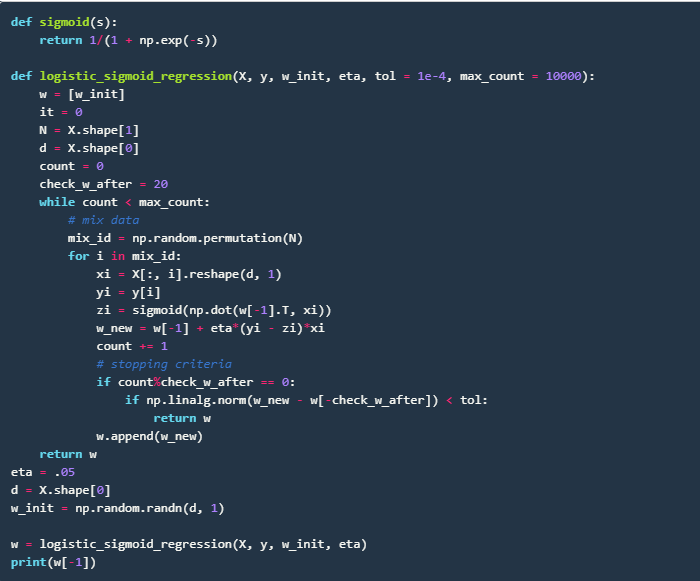 def sigmoid(s):
    return 1/(1 + np.exp(-s))

def logistic_sigmoid_regression(X, y, w_init, eta, tol = 1e-4, max_count = 10000):
    w = [w_init]
    it = 0
    N = X.shape[1]
    d = X.shape[0]
    count = 0
    check_w_after = 20
    while count < max_count:
        # mix data
        mix_id = np.random.permutation(N)
        for i in mix_id:
            xi = X[:, i].reshape(d, 1)
            yi = y[i]
            zi = sigmoid(np.dot(w[-1].T, xi))
            w_new = w[-1] + eta*(yi - zi)*xi
            count += 1
            # stopping criteria
            if count%check_w_after == 0:
                if np.linalg.norm(w_new - w[-check_w_after]) < tol:
                    return w
            w.append(w_new)
    return w
eta = .05
d = X.shape[0]
w_init = np.random.randn(d, 1)

w = logistic_sigmoid_regression(X, y, w_init, eta)
print(w[-1])